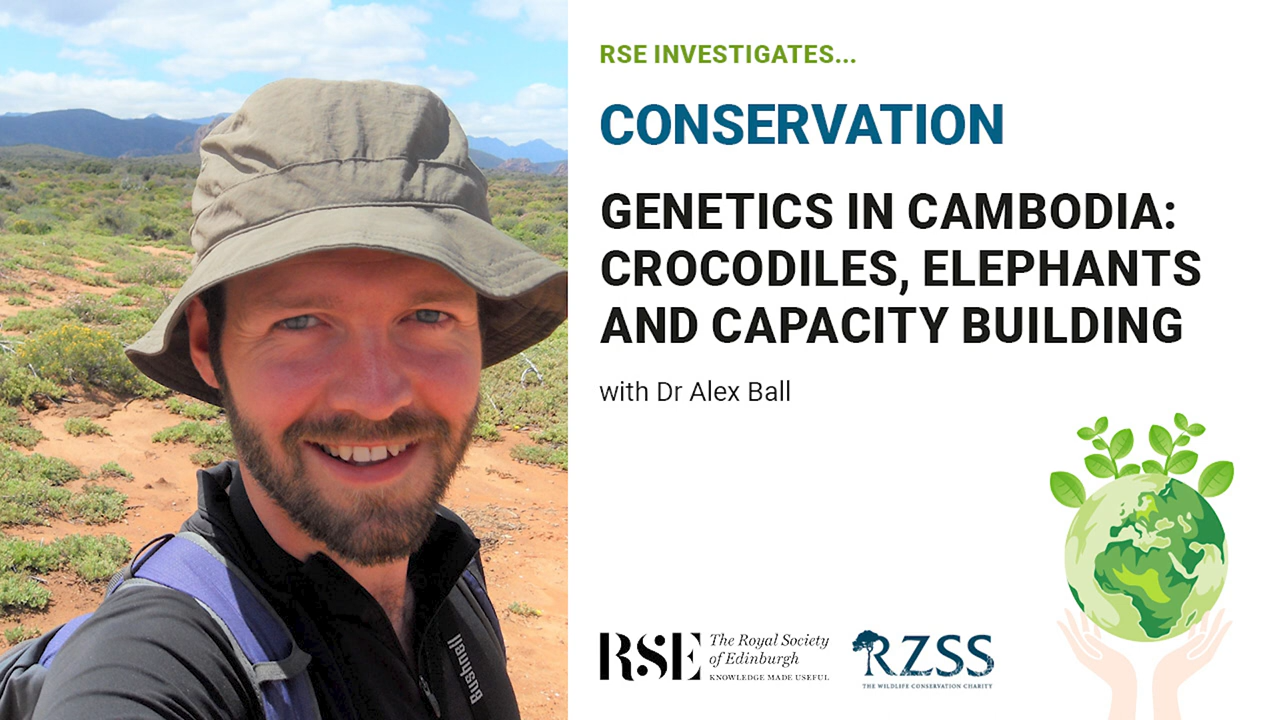 RSE INVESTIGATES...
CONSERVATION
GENETICS IN CAMBODIA:
CROCODILES, ELEPHANTS
AND CAPACITY BUILDING
with Dr Alex Ball
RSE The Royal Society
of Edinburgh
KNOWLEDGE MADE USEFUL
RZSS
THE WILDLIFE CONSERVATION CHARITY
Bushnell